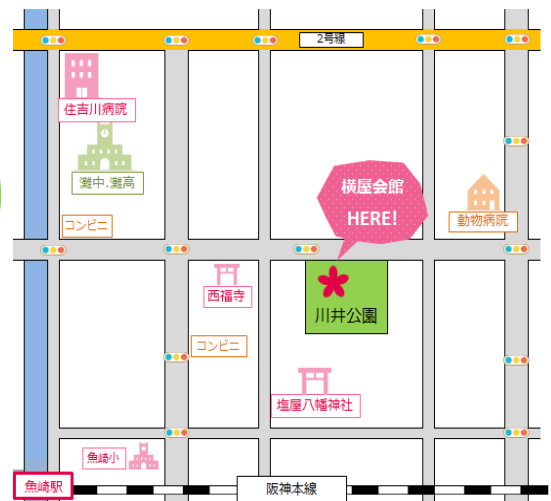 2号線
住吉川病院
灘中.灘高
横屋会館
HERE!
動物病院
コンビニ
西福寺
川井公園
コンビニ
塩屋八幡神社
魚崎小
魚崎駅
阪神本線